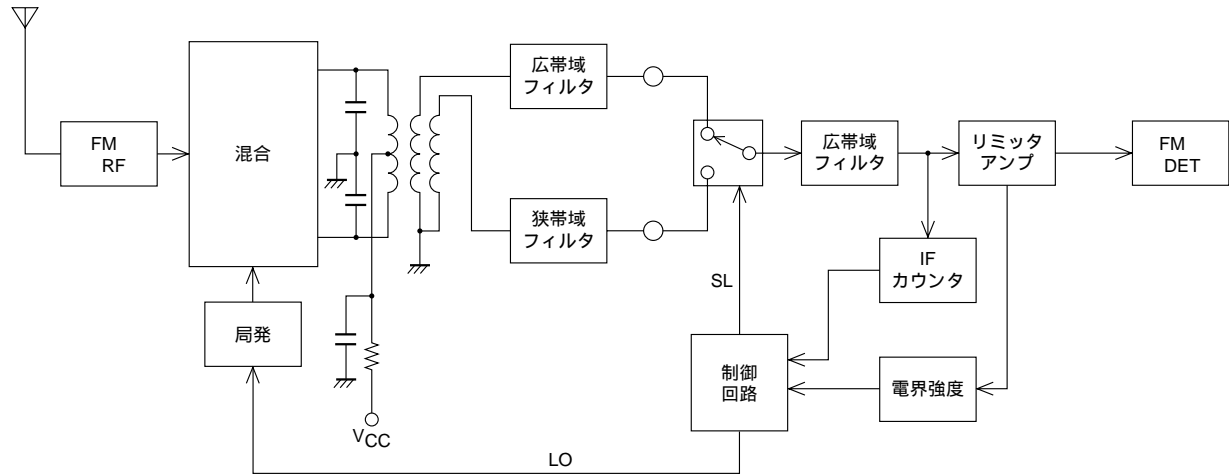 FM
RF
混合
局発
VCC
広帯域
フィルタ
狭帯域
フィルタ
SL
広帯域
フィルタ
リミッタ
アンプ
FM
DET
IF
カウンタ
制御
回路
電界強度
LO